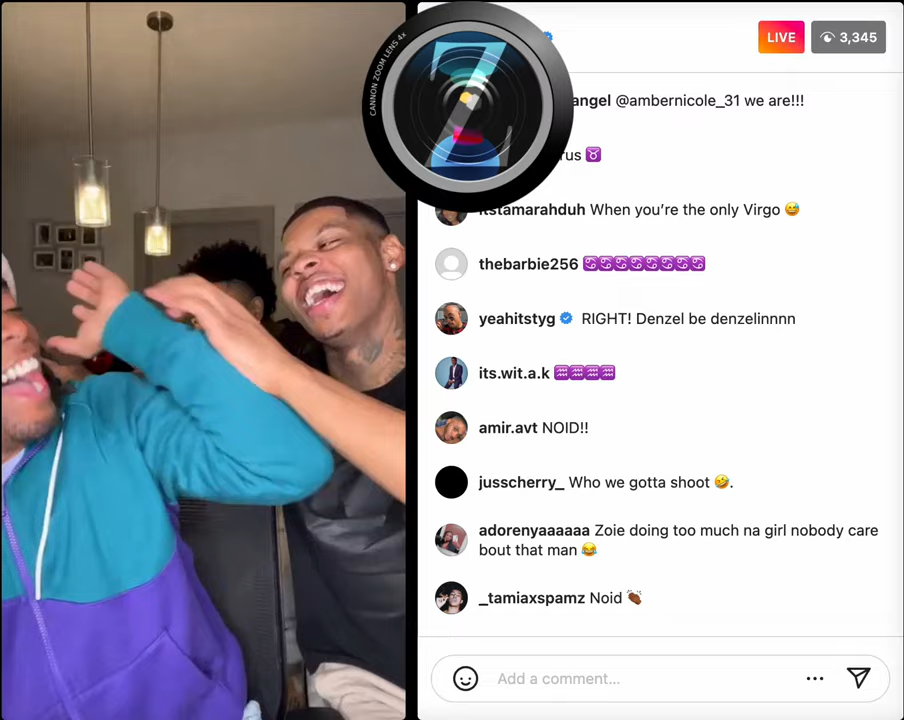 CANNON ZOOM LENS 4x
Z
LIVE
3,345
angel @ambernicole_31 we are!!!
rus ♉
itstamarahduh When you’re the only Virgo 😅
thebarbie256 ♋♋♋♋♋♋♋♋
yeahitstyg RIGHT! Denzel be denzelinnnn
its.wit.a.k ♒♒♒♒
amir.avt NOID!!
jusscherry_ Who we gotta shoot 🤣.
adorenyaaaaaa Zoie doing too much na girl nobody care
bout that man 😂
_tamiaxspamz Noid 👏🏾
Add a comment...